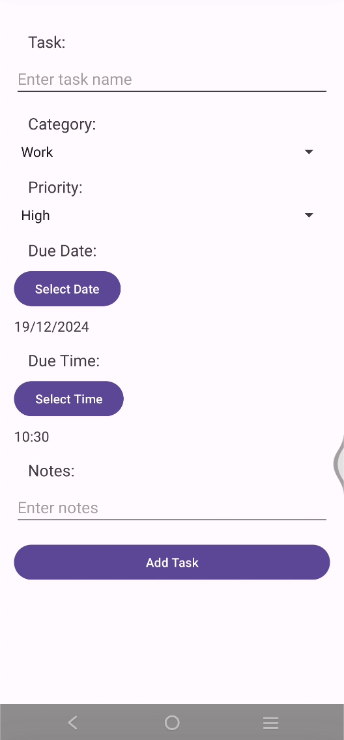 Task:
Enter task name
Category:
Work
Priority:
High
Due Date:
Select Date
19/12/2024
Due Time:
Select Time
10:30
Notes:
Enter notes
Add Task